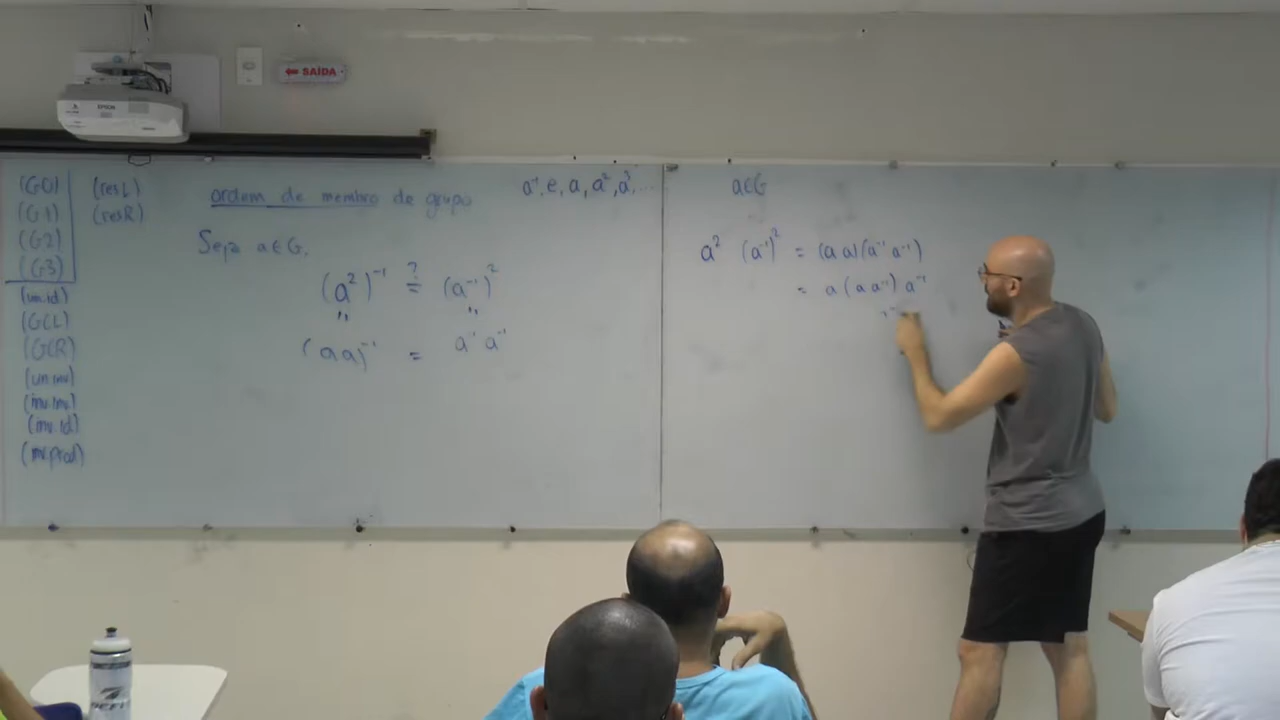 EPSON
← SAÍDA
(G0)
(G1)
(G2)
(G3)
(un.id)
(GCL)
(GCR)
(un.inv)
(inv.inv)
(inv.id)
(inv.prod)
(resL)
(resR)
ordem de membro de grupo
a⁻¹, e, a, a², a³, ...
Seja a ∈ G.
(a²)⁻¹ ?= (a⁻¹)²
(a a)⁻¹ = a⁻¹ a⁻¹
a ∈ G
a² (a⁻¹)² = (a a)(a⁻¹ a⁻¹)
= a (a a⁻¹) a⁻¹